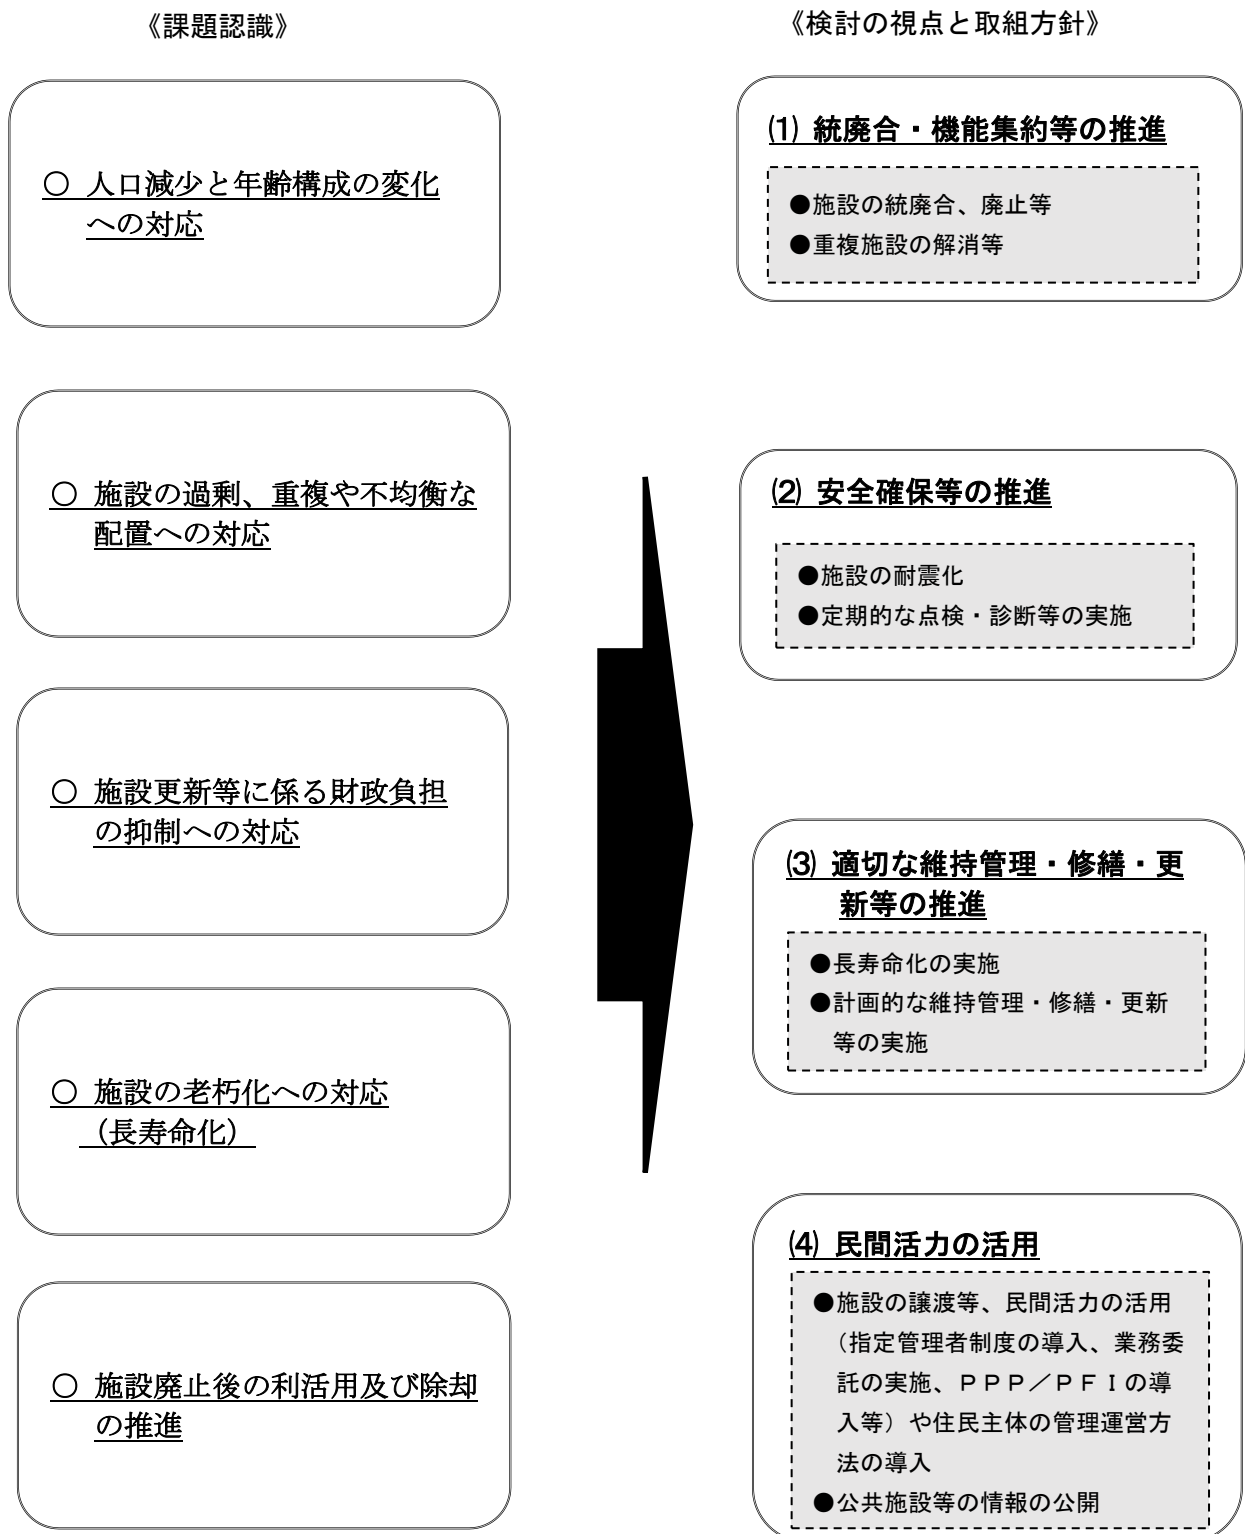 《課題認識》
○ 人口減少と年齢構成の変化
への対応
○ 施設の過剰、重複や不均衡な
配置への対応
○ 施設更新等に係る財政負担
の抑制への対応
○ 施設の老朽化への対応
（長寿命化）
○ 施設廃止後の利活用及び除却
の推進
《検討の視点と取組方針》
⑴ 統廃合・機能集約等の推進
●施設の統廃合、廃止等
●重複施設の解消等
⑵ 安全確保等の推進
●施設の耐震化
●定期的な点検・診断等の実施
⑶ 適切な維持管理・修繕・更
新等の推進
●長寿命化の実施
●計画的な維持管理・修繕・更新
等の実施
⑷ 民間活力の活用
●施設の譲渡等、民間活力の活用
（指定管理者制度の導入、業務委
託の実施、ＰＰＰ／ＰＦＩの導
入等）や住民主体の管理運営方
法の導入
●公共施設等の情報の公開